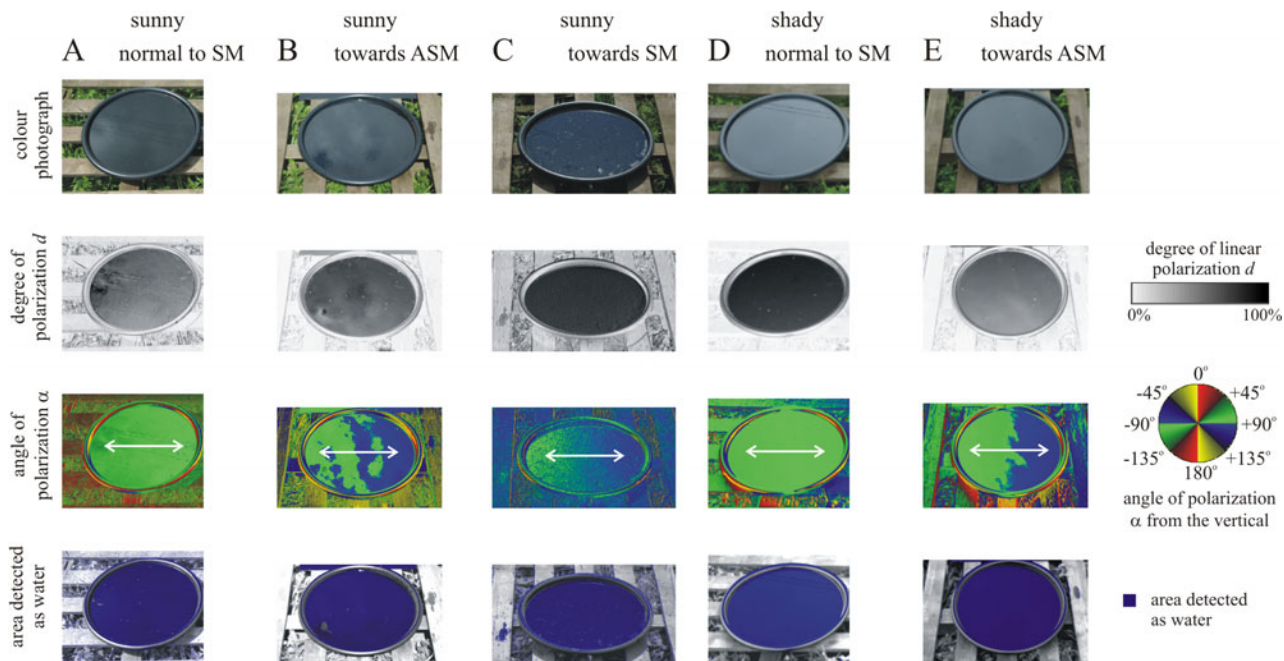 sunny
A normal to SM
sunny
B towards ASM
sunny
C towards SM
shady
D normal to SM
shady
E towards ASM
colour
photograph
degree of
polarization d
degree of linear
polarization d
0% 100%
angle of
polarization α
0°
-45° +45°
-90° +90°
-135° +135°
180°
angle of polarization
α from the vertical
area detected
as water
area detected
as water